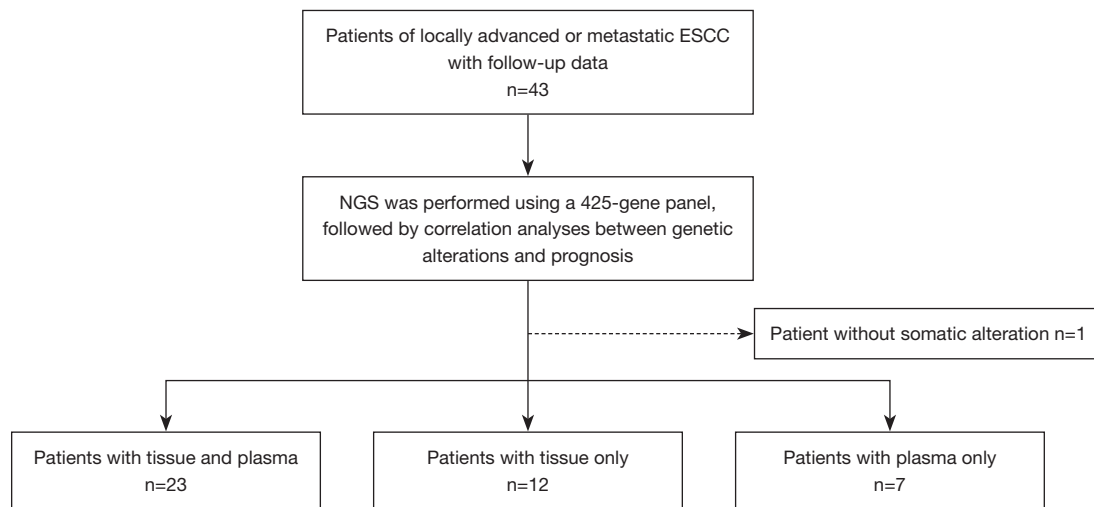 Patients of locally advanced or metastatic ESCC
with follow-up data
n=43
NGS was performed using a 425-gene panel,
followed by correlation analyses between genetic
alterations and prognosis
Patient without somatic alteration n=1
Patients with tissue and plasma
n=23
Patients with tissue only
n=12
Patients with plasma only
n=7